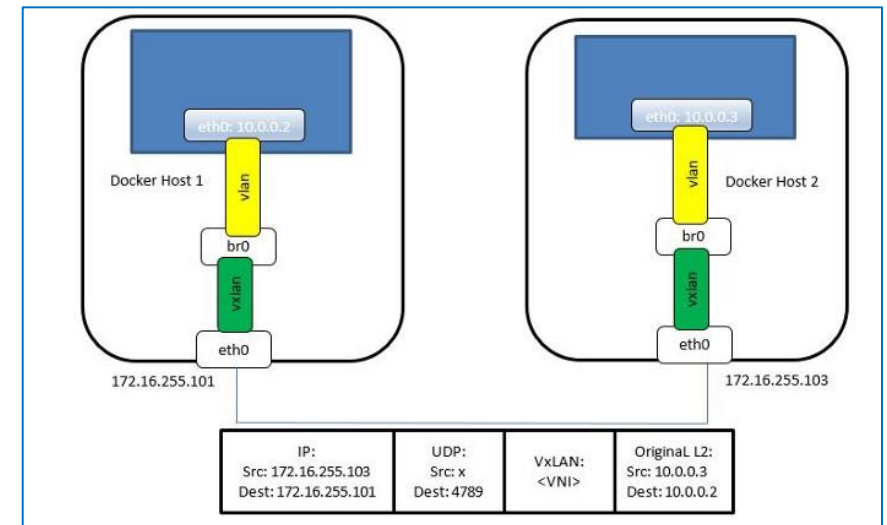 eth0: 10.0.0.2
eth0: 10.0.0.3
Docker Host 1
vlan
vlan
Docker Host 2
br0
br0
vxlan
vxlan
eth0
eth0
172.16.255.101
172.16.255.103
IP:
Src: 172.16.255.103
Dest: 172.16.255.101
UDP:
Src: x
Dest: 4789
VxLAN:
<VNI>
OriginaL L2:
Src: 10.0.0.3
Dest: 10.0.0.2